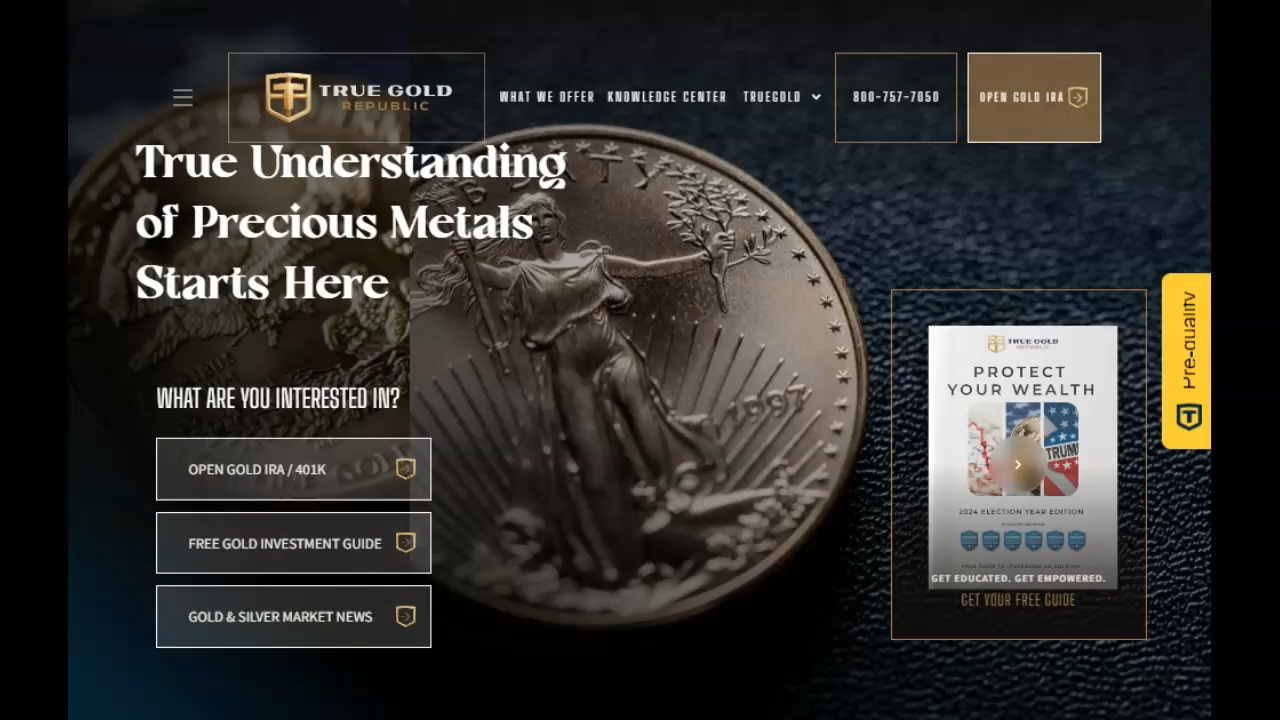 TRUE GOLD
REPUBLIC
WHAT WE OFFER
KNOWLEDGE CENTER
TRUEGOLD
800-757-7050
OPEN GOLD IRA
True Understanding
of Precious Metals
Starts Here
WHAT ARE YOU INTERESTED IN?
OPEN GOLD IRA / 401K
FREE GOLD INVESTMENT GUIDE
GOLD & SILVER MARKET NEWS
1997
TRUE GOLD
REPUBLIC
PROTECT
YOUR WEALTH
TRUMP
2024 ELECTION YEAR EDITION
GET EDUCATED. GET EMPOWERED.
GET YOUR FREE GUIDE
Pre-qualify